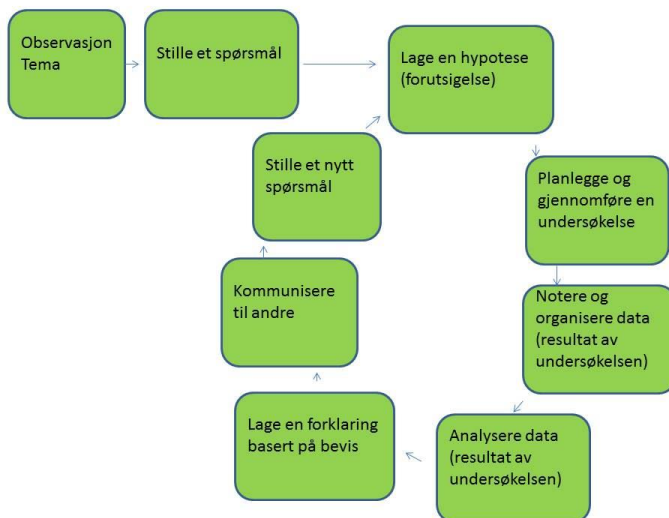 Observasjon
Tema
Stille et spørsmål
Lage en hypotese
(forutsigelse)
Planlegge og
gjennomføre en
undersøkelse
Notere og
organisere data
(resultat av
undersøkelsen)
Analysere data
(resultat av
undersøkelsen)
Lage en forklaring
basert på bevis
Kommunisere
til andre
Stille et nytt
spørsmål